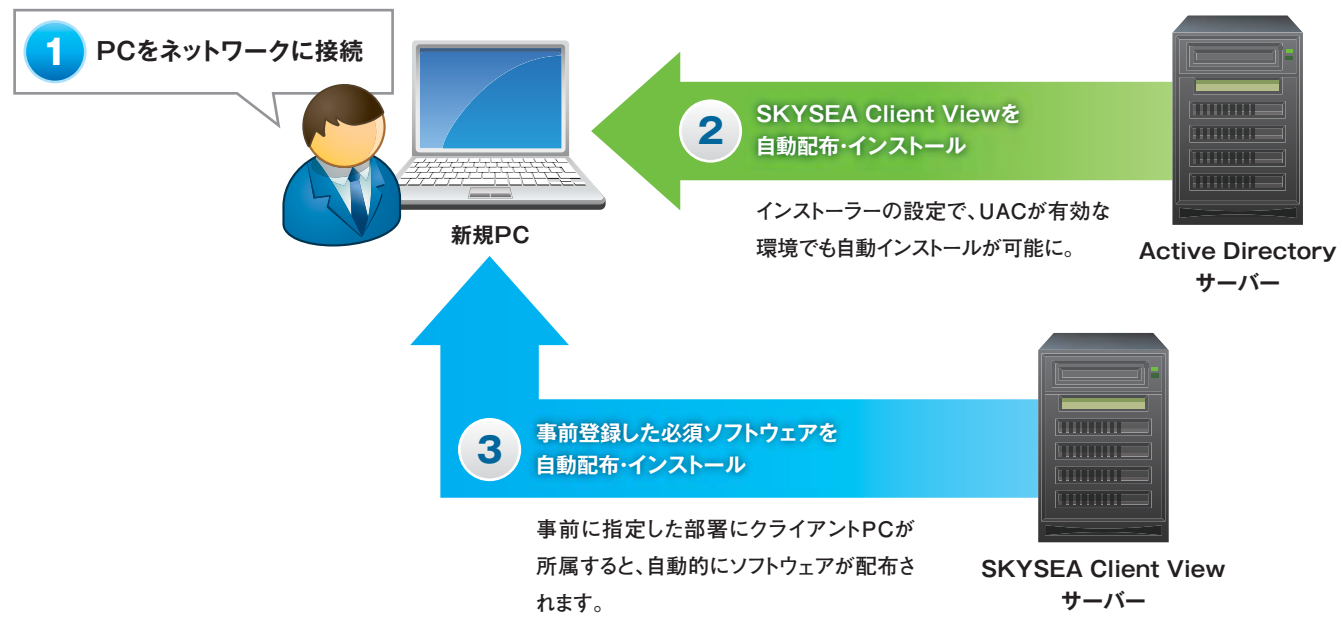 1 PCをネットワークに接続
新規PC
2 SKYSEA Client Viewを
自動配布・インストール
インストーラーの設定で、UACが有効な
環境でも自動インストールが可能に。
Active Directory
サーバー
3 事前登録した必須ソフトウェアを
自動配布・インストール
事前に指定した部署にクライアントPCが
所属すると、自動的にソフトウェアが配布さ
れます。
SKYSEA Client View
サーバー